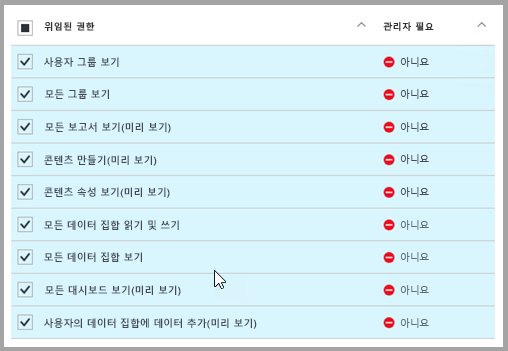 위임된 권한 관리자 필요
사용자 그룹 보기 아니요
모든 그룹 보기 아니요
모든 보고서 보기(미리 보기) 아니요
콘텐츠 만들기(미리 보기) 아니요
콘텐츠 속성 보기(미리 보기) 아니요
모든 데이터 집합 읽기 및 쓰기 아니요
모든 데이터 집합 보기 아니요
모든 대시보드 보기(미리 보기) 아니요
사용자의 데이터 집합에 데이터 추가(미리 보기) 아니요